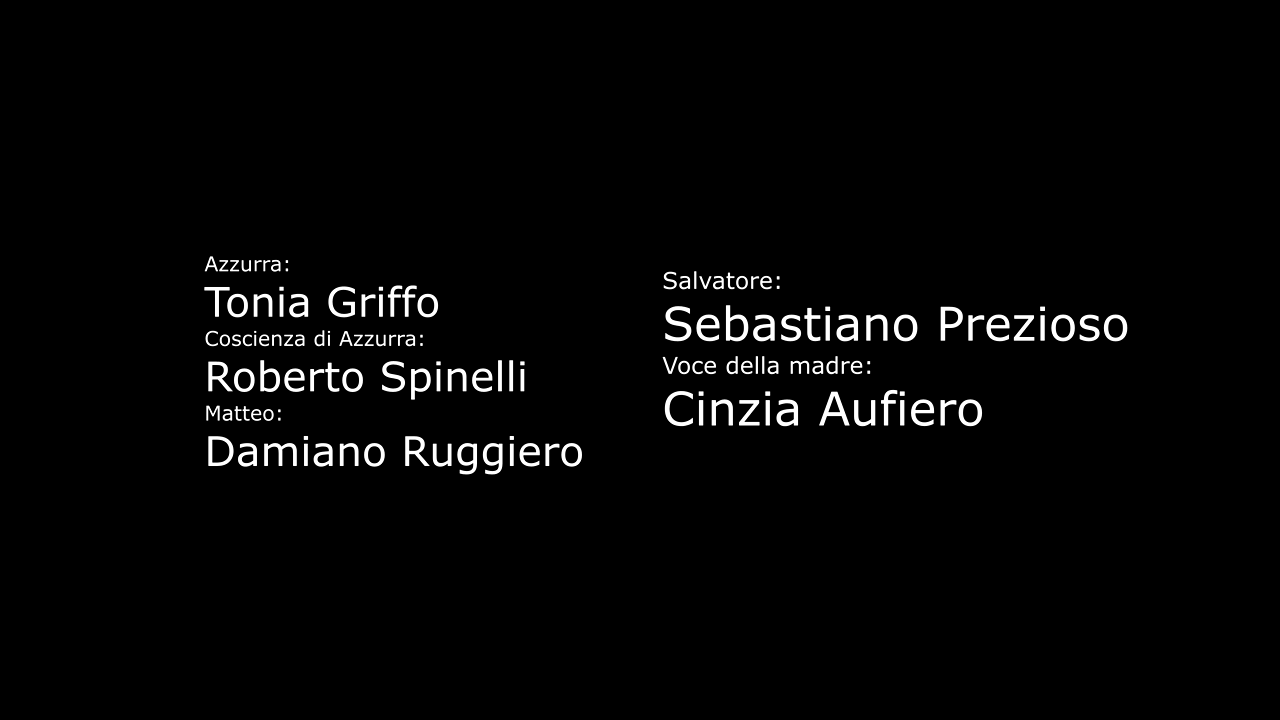 Azzurra:
Tonia Griffo
Coscienza di Azzurra:
Roberto Spinelli
Matteo:
Damiano Ruggiero
Salvatore:
Sebastiano Prezioso
Voce della madre:
Cinzia Aufiero